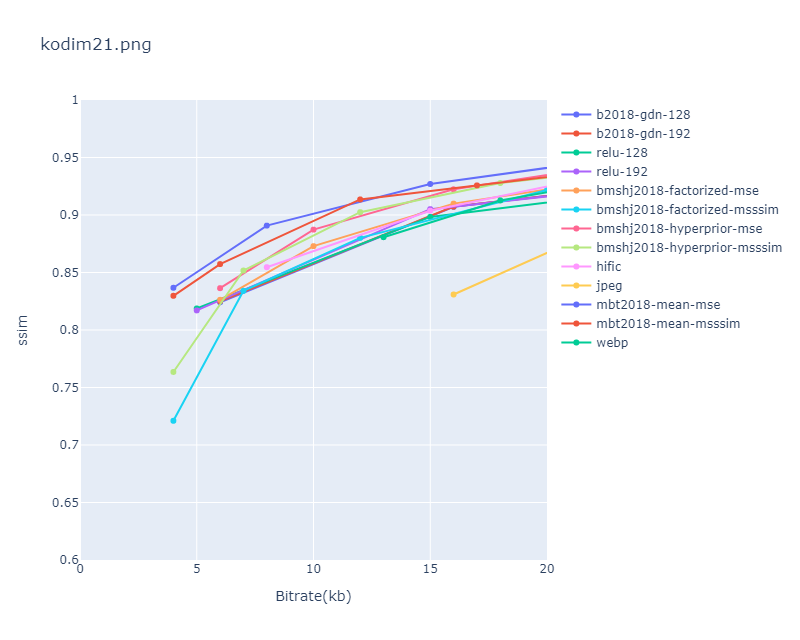 kodim21.png
1
0.95
0.9
0.85
0.8
0.75
0.7
0.65
0.6
ssim
0
5
10
15
20
Bitrate(kb)
b2018-gdn-128
b2018-gdn-192
relu-128
relu-192
bmshj2018-factorized-mse
bmshj2018-factorized-msssim
bmshj2018-hyperprior-mse
bmshj2018-hyperprior-msssim
hific
jpeg
mbt2018-mean-mse
mbt2018-mean-msssim
webp